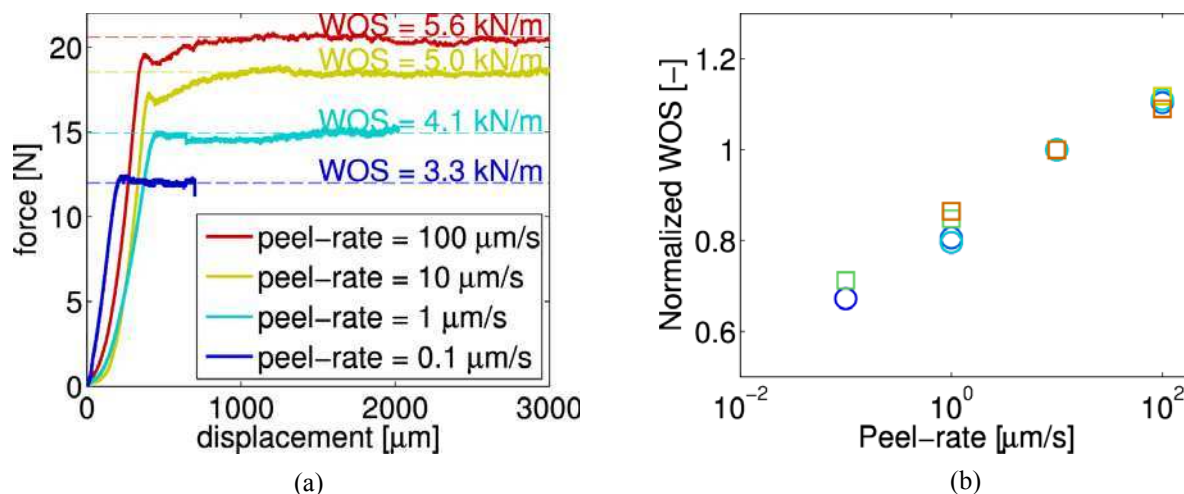 WOS = 5.6 kN/m
WOS = 5.0 kN/m
WOS = 4.1 kN/m
WOS = 3.3 kN/m
20
15
10
5
0
force [N]
peel−rate = 100 μm/s
peel−rate = 10 μm/s
peel−rate = 1 μm/s
peel−rate = 0.1 μm/s
0 1000 2000 3000
displacement [μm]
(a)
1.2
1
0.8
0.6
Normalized WOS [−]
10⁻² 10⁰ 10²
Peel−rate [μm/s]
(b)